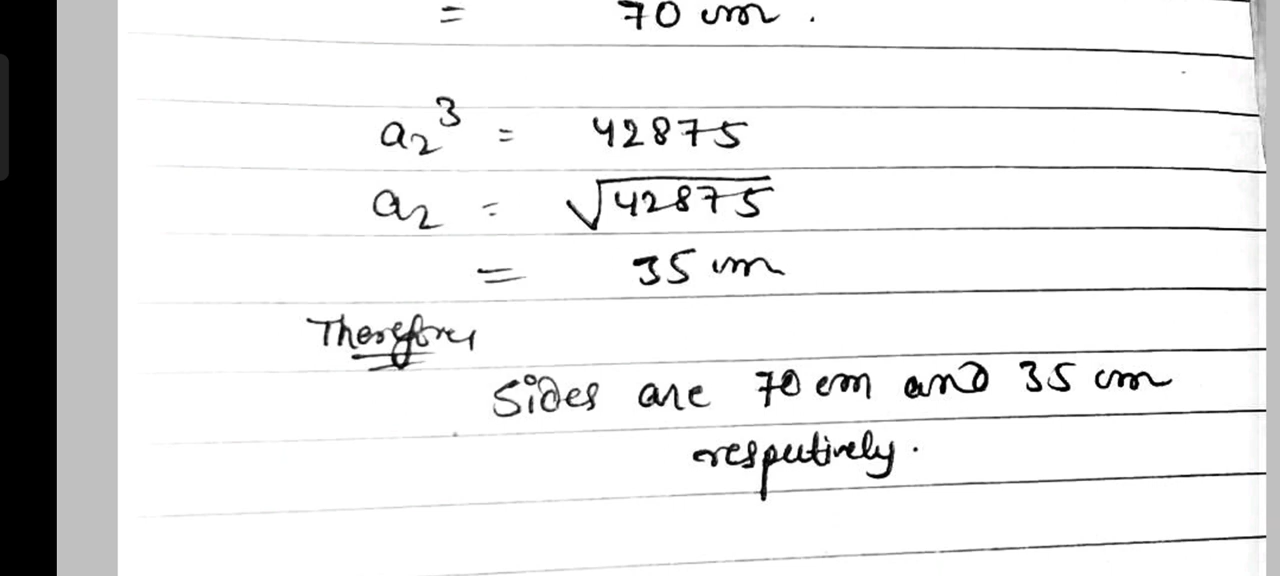 = 70 cm .
a₂³ = 42875
a₂ = √42875
= 35 cm
Therefore,
Sides are 70 cm and 35 cm
respectively.